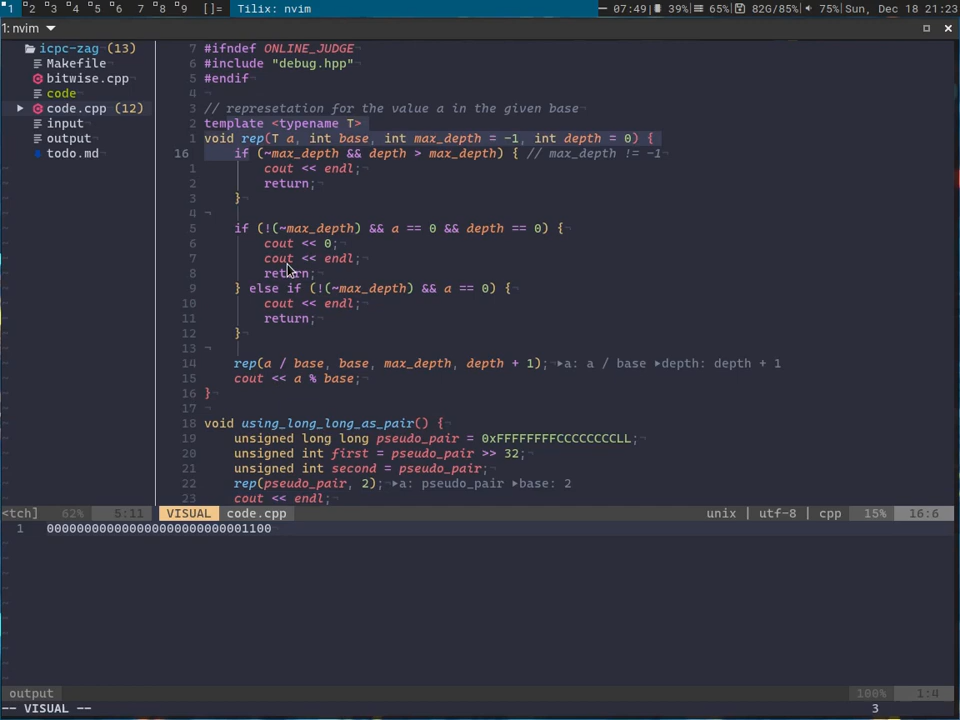 1 2 3 4 5 6 7 8 9 []= Tilix: nvim 07:49 39% 65% 82G/85% 75% Sun, Dec 18 21:23
1: nvim
icpc-zag (13)
Makefile
bitwise.cpp
code
code.cpp (12)
input
output
todo.md
7 #ifndef ONLINE_JUDGE
6 #include "debug.hpp"
5 #endif
4
3 // represetation for the value a in the given base
2 template <typename T>
1 void rep(T a, int base, int max_depth = -1, int depth = 0) {
16 if (~max_depth && depth > max_depth) { // max_depth != -1
1 cout << endl;
2 return;
3 }
4
5 if (!(~max_depth) && a == 0 && depth == 0) {
6 cout << 0;
7 cout << endl;
8 return;
9 } else if (!(~max_depth) && a == 0) {
10 cout << endl;
11 return;
12 }
13
14 rep(a / base, base, max_depth, depth + 1); a: a / base depth: depth + 1
15 cout << a % base;
16 }
17
18 void using_long_long_as_pair() {
19 unsigned long long pseudo_pair = 0xFFFFFFFFCCCCCCCCLL;
20 unsigned int first = pseudo_pair >> 32;
21 unsigned int second = pseudo_pair;
22 rep(pseudo_pair, 2); a: pseudo_pair base: 2
23 cout << endl;
<tch] 62% 5:11 VISUAL code.cpp unix | utf-8 | cpp 15% 16:6
output 100% 1:4
-- VISUAL -- 3